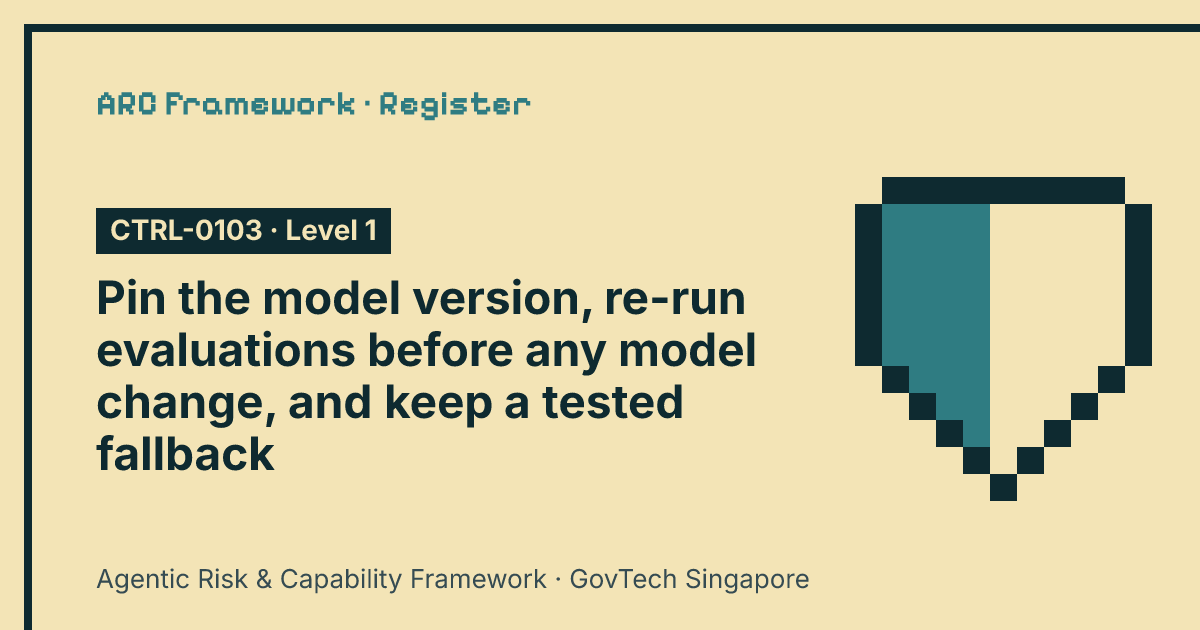 ARC Framework · Register
CTRL-0103 · Level 1
Pin the model version, re-run
evaluations before any model
change, and keep a tested
fallback
Agentic Risk & Capability Framework · GovTech Singapore